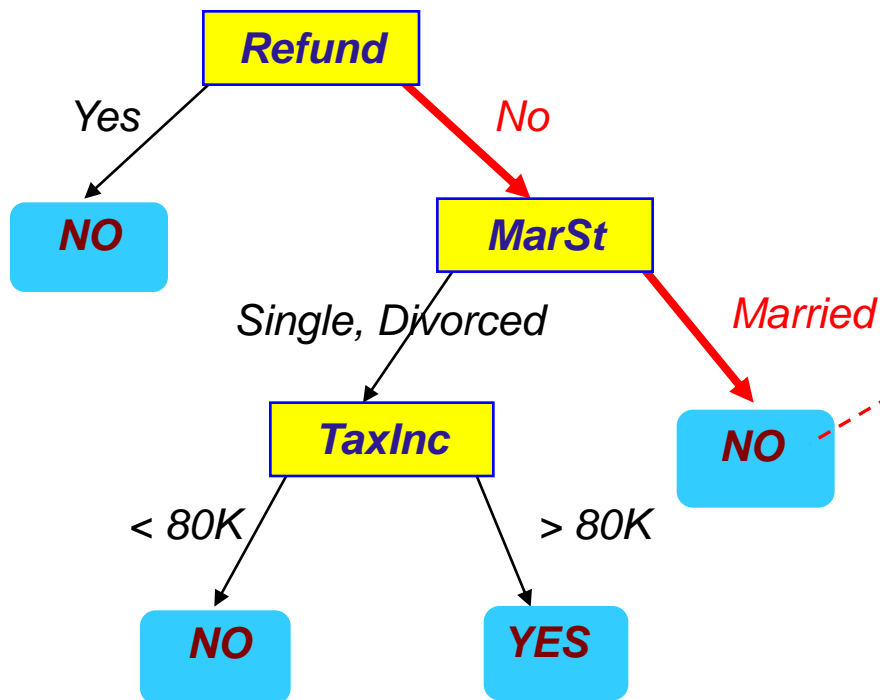 Refund
Yes
No
NO
MarSt
Single, Divorced
Married
TaxInc
NO
< 80K
> 80K
NO
YES